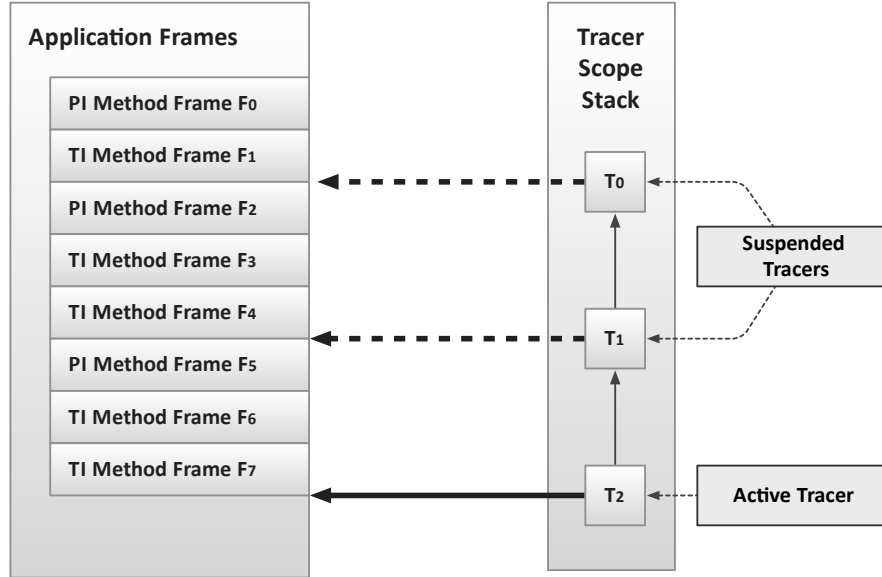 Application Frames
PI Method Frame F0
TI Method Frame F1
PI Method Frame F2
TI Method Frame F3
TI Method Frame F4
PI Method Frame F5
TI Method Frame F6
TI Method Frame F7
Tracer
Scope
Stack
T0
T1
T2
Suspended
Tracers
Active Tracer